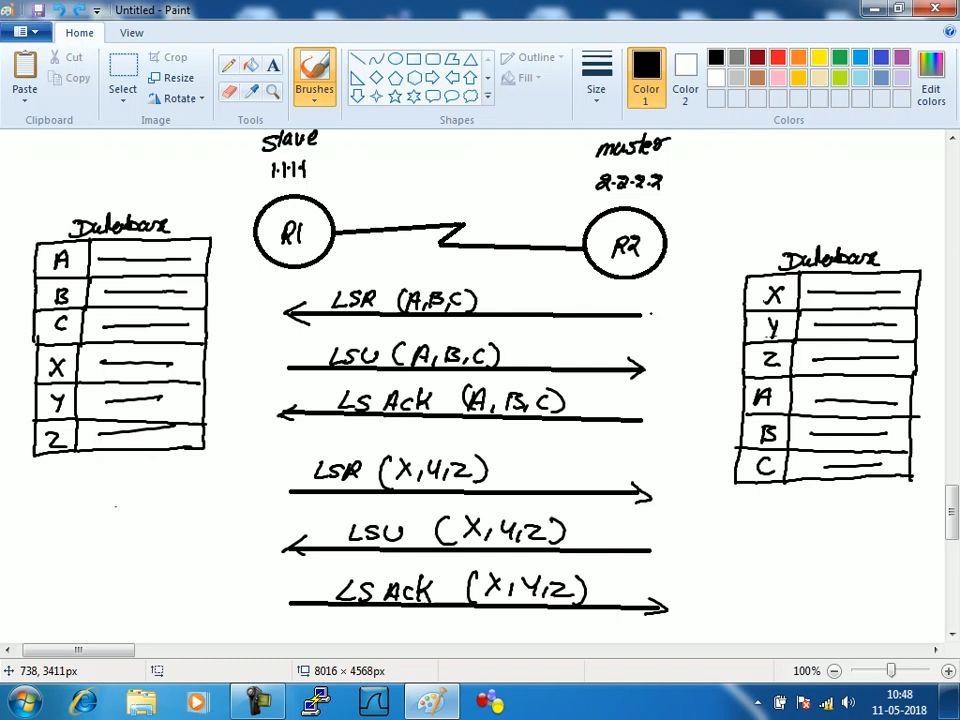 Untitled - Paint
Home
View
Cut
Copy
Paste
Clipboard
Crop
Resize
Rotate
Select
Image
Tools
Brushes
Outline
Fill
Shapes
Size
Color 1
Color 2
Edit colors
Colors
Slave
1.1.1.1
master
2.2.2.2
R1
R2
Database
A
B
C
X
Y
Z
Database
X
Y
Z
A
B
C
LSR (A,B,C)
LSU (A,B,C)
LS Ack (A,B,C)
LSR (X,Y,Z)
LSU (X,Y,Z)
LS Ack (X,Y,Z)
738, 3411px
8016 × 4568px
100%
10:48
11-05-2018